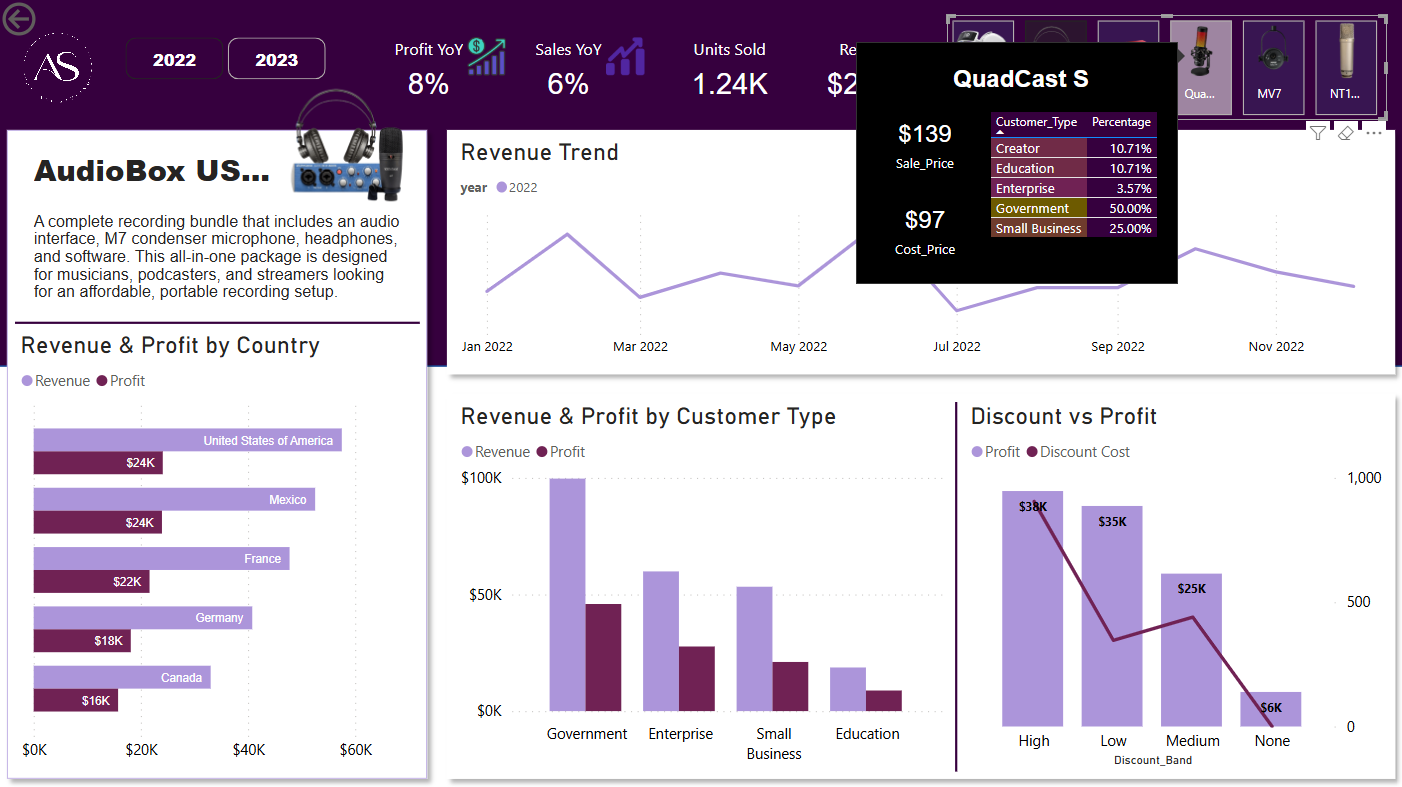 AS
2022
2023
Profit YoY
8%
Sales YoY
6%
Units Sold
1.24K
Re
$2
Qua...
MV7
NT1...
QuadCast S
$139
Sale_Price
$97
Cost_Price
Customer_Type Percentage
Creator 10.71%
Education 10.71%
Enterprise 3.57%
Government 50.00%
Small Business 25.00%
AudioBox US...
A complete recording bundle that includes an audio
interface, M7 condenser microphone, headphones,
and software. This all-in-one package is designed
for musicians, podcasters, and streamers looking
for an affordable, portable recording setup.
Revenue Trend
year 2022
Jan 2022
Mar 2022
May 2022
Jul 2022
Sep 2022
Nov 2022
Revenue & Profit by Country
Revenue Profit
United States of America
$24K
Mexico
$24K
France
$22K
Germany
$18K
Canada
$16K
$0K
$20K
$40K
$60K
Revenue & Profit by Customer Type
Revenue Profit
$100K
$50K
$0K
Government
Enterprise
Small
Business
Education
Discount vs Profit
Profit Discount Cost
$38K
$35K
$25K
$6K
1,000
500
0
High
Low
Medium
None
Discount_Band